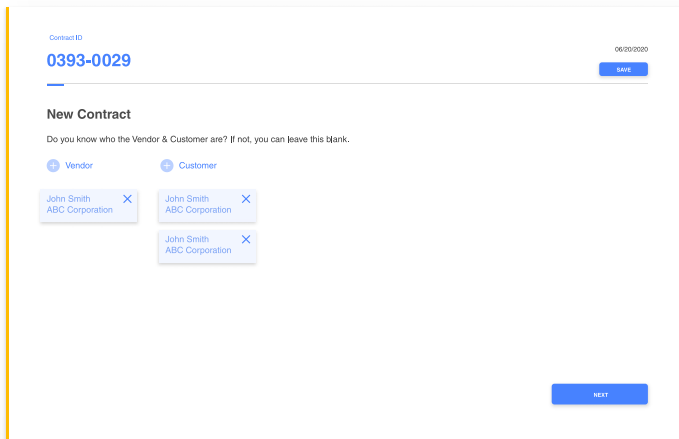 Contract ID
0393-0029
06/20/2020
SAVE
New Contract
Do you know who the Vendor & Customer are? If not, you can leave this blank.
Vendor
Customer
John Smith
ABC Corporation
John Smith
ABC Corporation
John Smith
ABC Corporation
NEXT